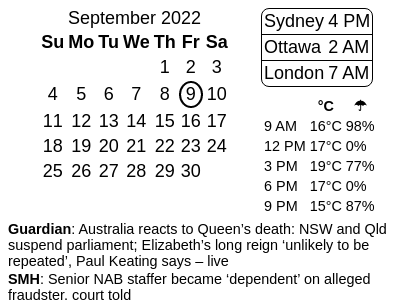 September 2022
Su Mo Tu We Th Fr Sa
1 2 3
4 5 6 7 8 9 10
11 12 13 14 15 16 17
18 19 20 21 22 23 24
25 26 27 28 29 30
Sydney 4 PM
Ottawa 2 AM
London 7 AM
°C ☂
9 AM 16°C 98%
12 PM 17°C 0%
3 PM 19°C 77%
6 PM 17°C 0%
9 PM 15°C 87%
Guardian: Australia reacts to Queen’s death: NSW and Qld
suspend parliament; Elizabeth’s long reign ‘unlikely to be
repeated’, Paul Keating says – live
SMH: Senior NAB staffer became ‘dependent’ on alleged
fraudster, court told